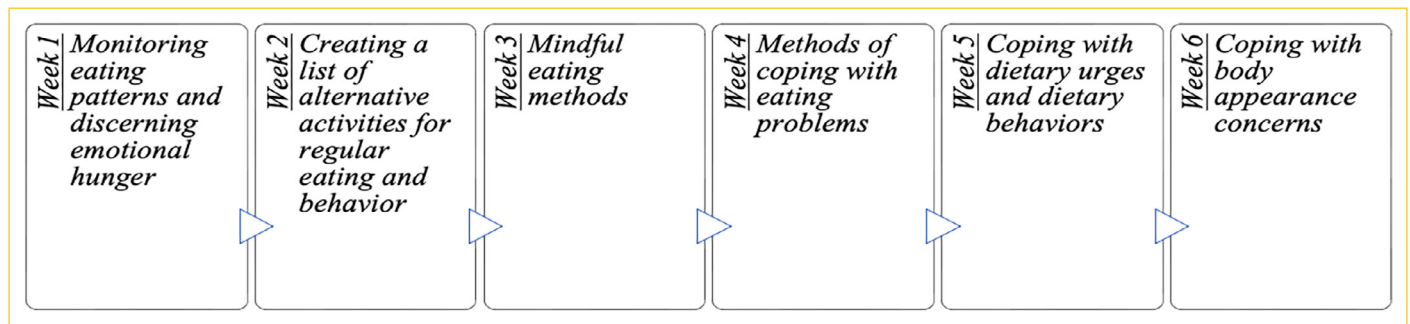 Week 1
Monitoring
eating
patterns and
discerning
emotional
hunger
Week 2
Creating a
list of
alternative
activities for
regular
eating and
behavior
Week 3
Mindful
eating
methods
Week 4
Methods of
coping with
eating
problems
Week 5
Coping with
dietary urges
and dietary
behaviors
Week 6
Coping with
body
appearance
concerns